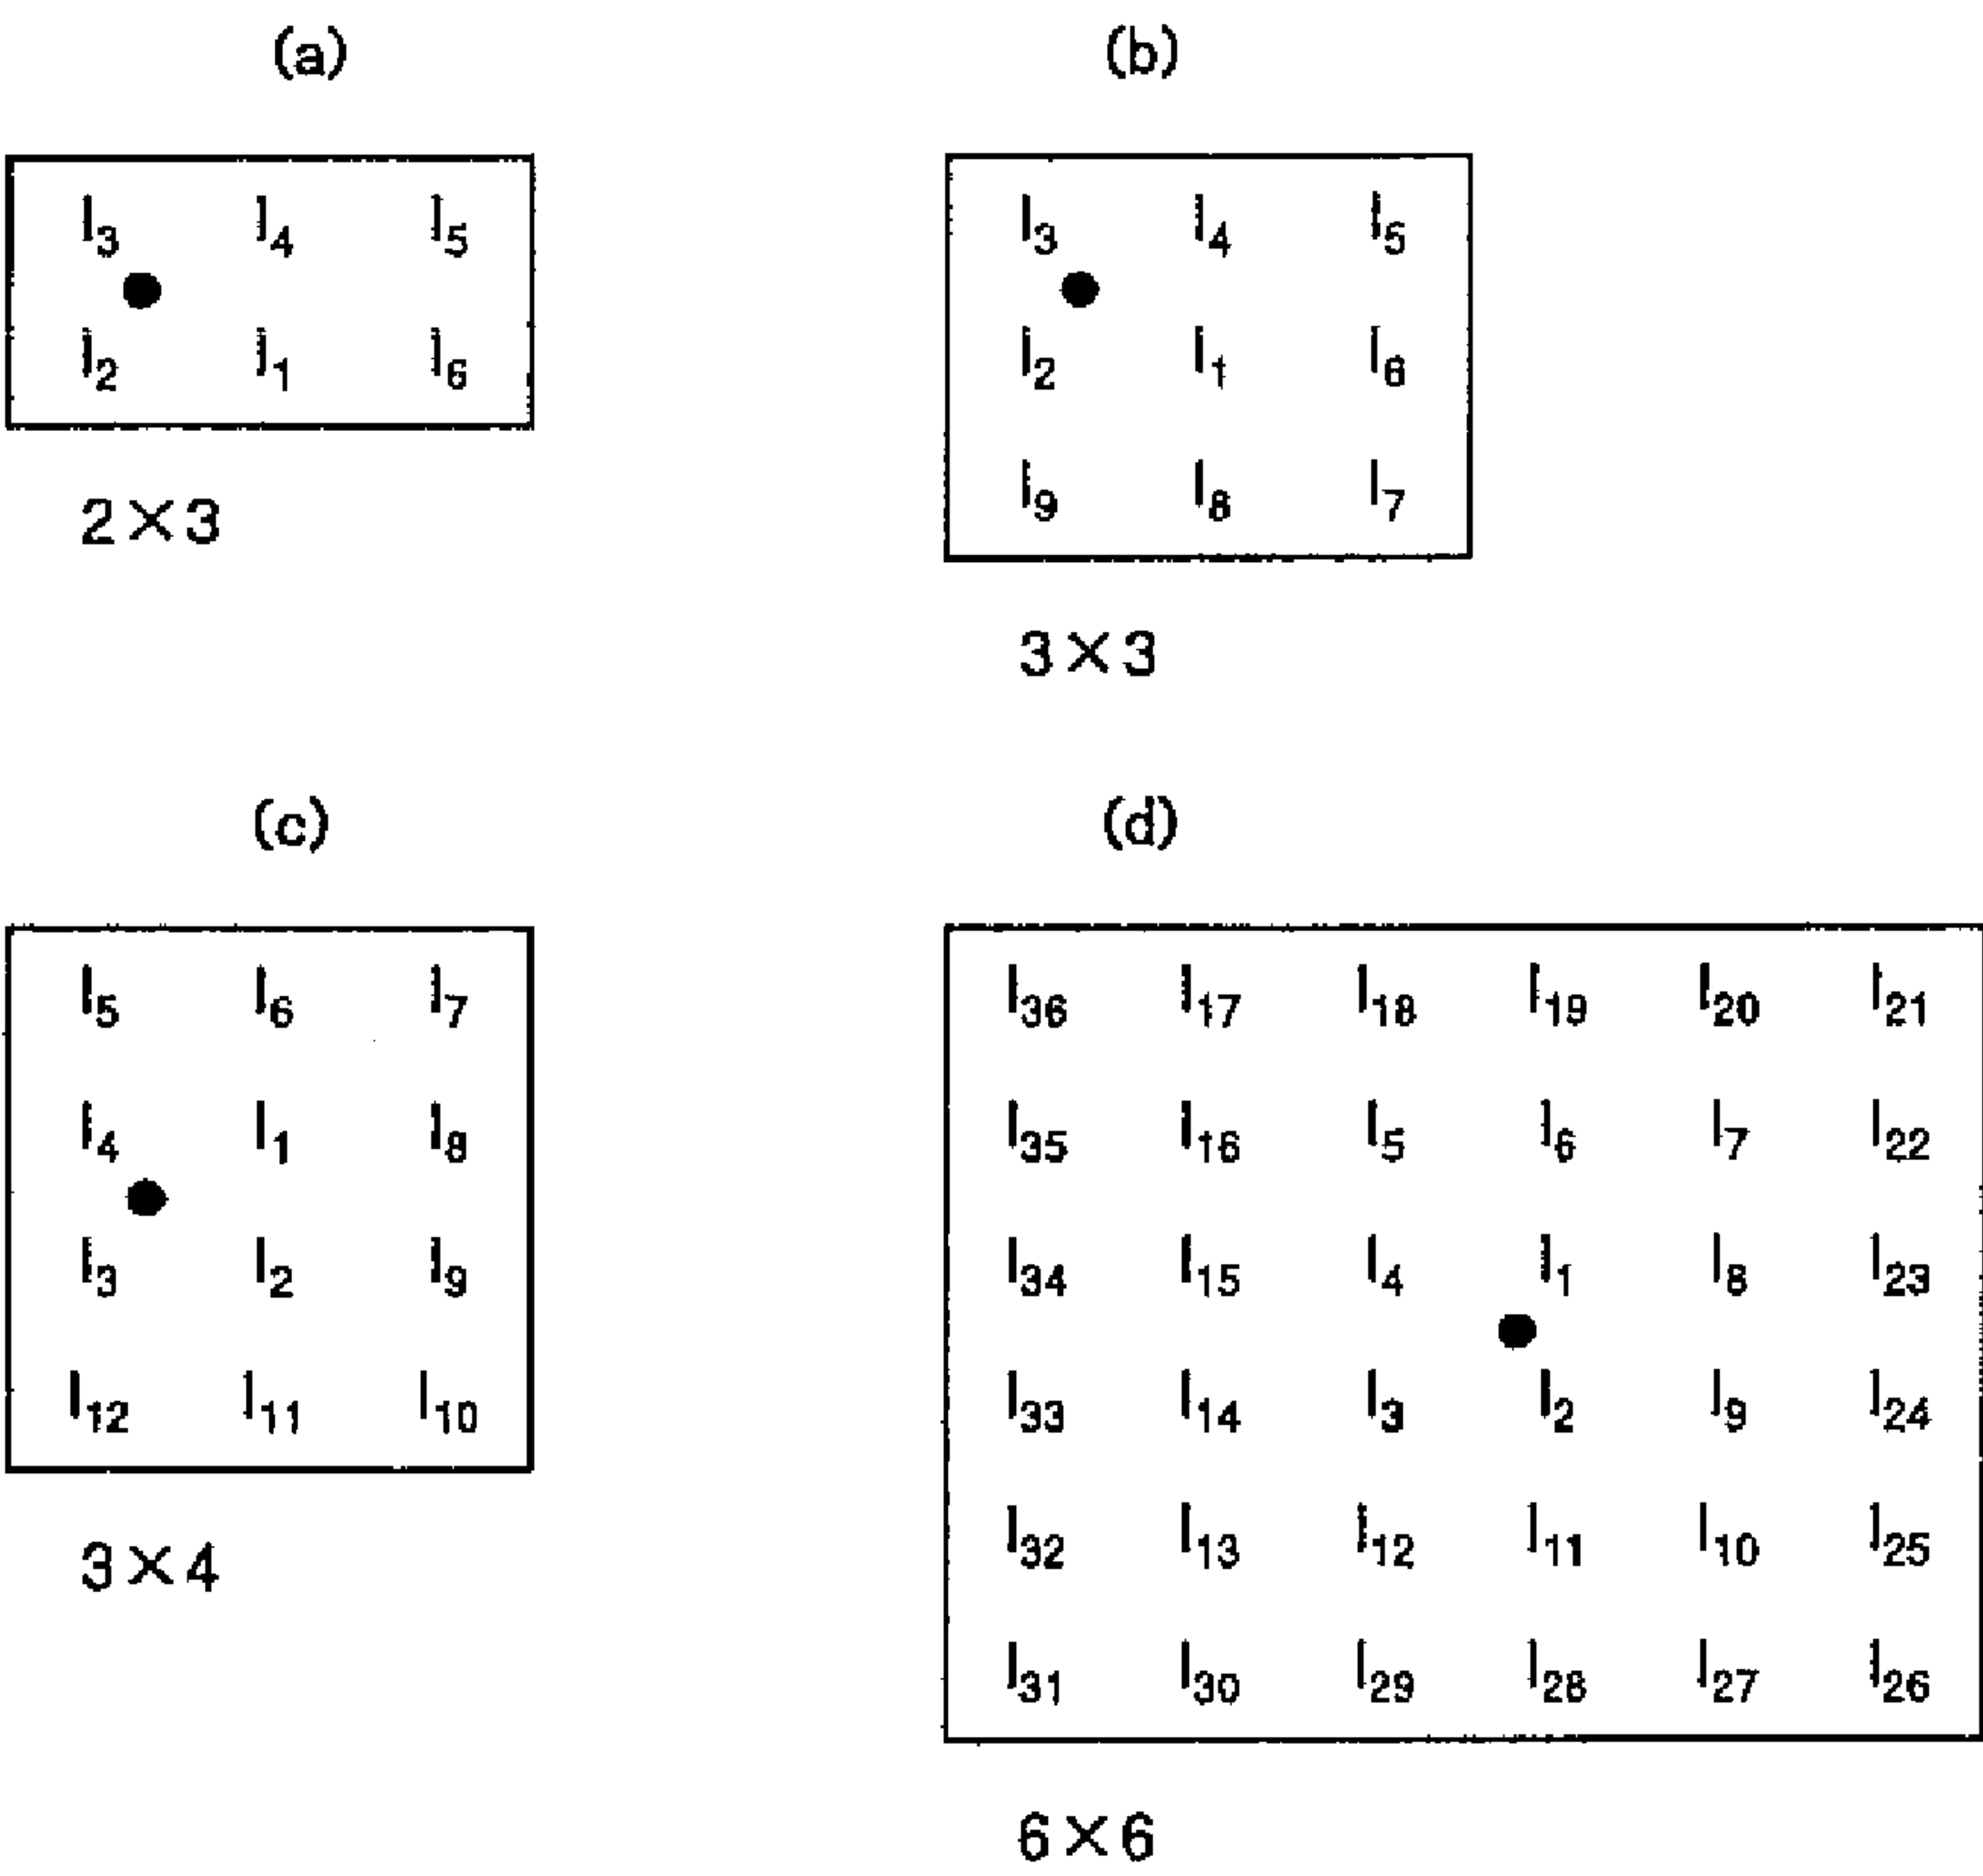 (a)
I3 I4 I5
I2 I1 I6
2×3
(b)
I3 I4 I5
I2 I1 I6
I9 I8 I7
3×3
(c)
I5 I6 I7
I4 I1 I8
I3 I2 I9
I12 I11 I10
3×4
(d)
I36 I17 I18 I19 I20 I21
I35 I16 I5 I6 I7 I22
I34 I15 I4 I1 I8 I23
I33 I14 I3 I2 I9 I24
I32 I13 I12 I11 I10 I25
I31 I30 I29 I28 I27 I26
6×6